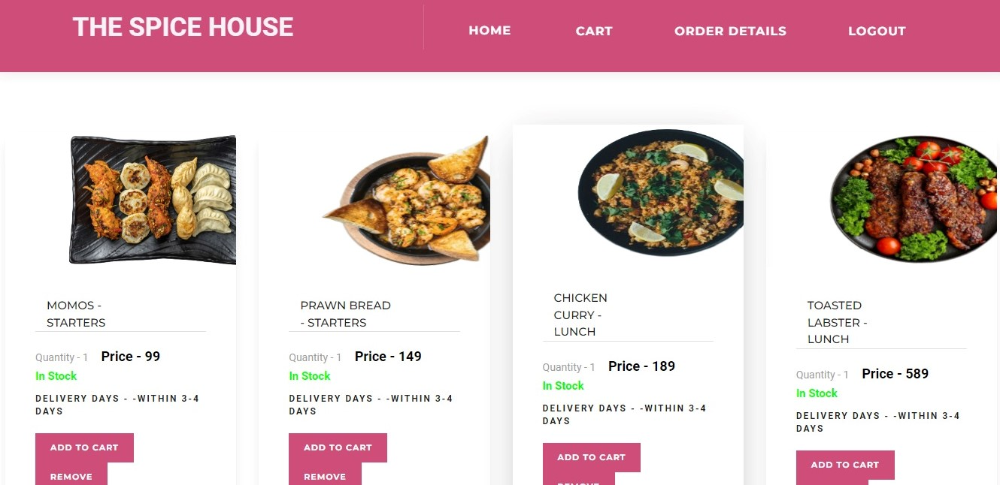 THE SPICE HOUSE
HOME
CART
ORDER DETAILS
LOGOUT
MOMOS -
STARTERS
Quantity - 1 Price - 99
In Stock
DELIVERY DAYS - -WITHIN 3-4
DAYS
ADD TO CART
REMOVE
PRAWN BREAD
- STARTERS
Quantity - 1 Price - 149
In Stock
DELIVERY DAYS - -WITHIN 3-4
DAYS
ADD TO CART
REMOVE
CHICKEN
CURRY -
LUNCH
Quantity - 1 Price - 189
In Stock
DELIVERY DAYS - -WITHIN 3-4
DAYS
ADD TO CART
REMOVE
TOASTED
LABSTER -
LUNCH
Quantity - 1 Price - 589
In Stock
DELIVERY DAYS - -WITHIN 3-4
DAYS
ADD TO CART